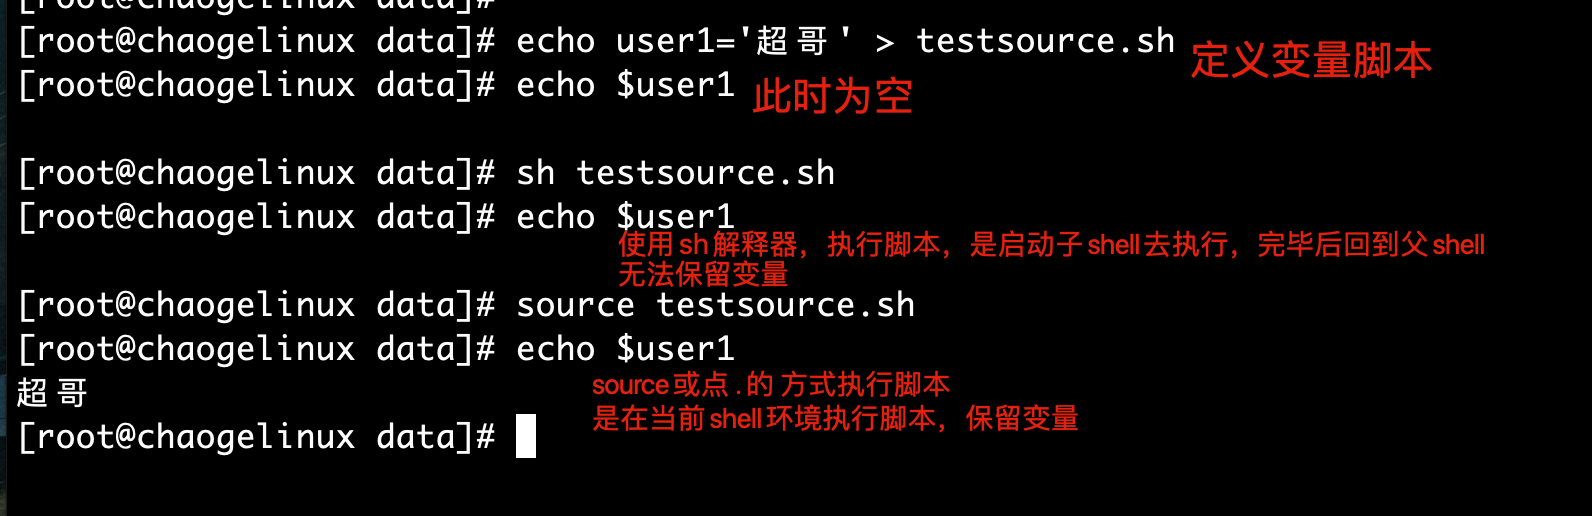 [root@chaogelinux data]#
[root@chaogelinux data]# echo user1='超哥' > testsource.sh 定义变量脚本
[root@chaogelinux data]# echo $user1 此时为空
[root@chaogelinux data]# sh testsource.sh
[root@chaogelinux data]# echo $user1
使用sh解释器，执行脚本，是启动子shell去执行，完毕后回到父shell
无法保留变量
[root@chaogelinux data]# source testsource.sh
[root@chaogelinux data]# echo $user1
超哥
source或点 .的 方式执行脚本
是在当前shell环境执行脚本，保留变量
[root@chaogelinux data]#